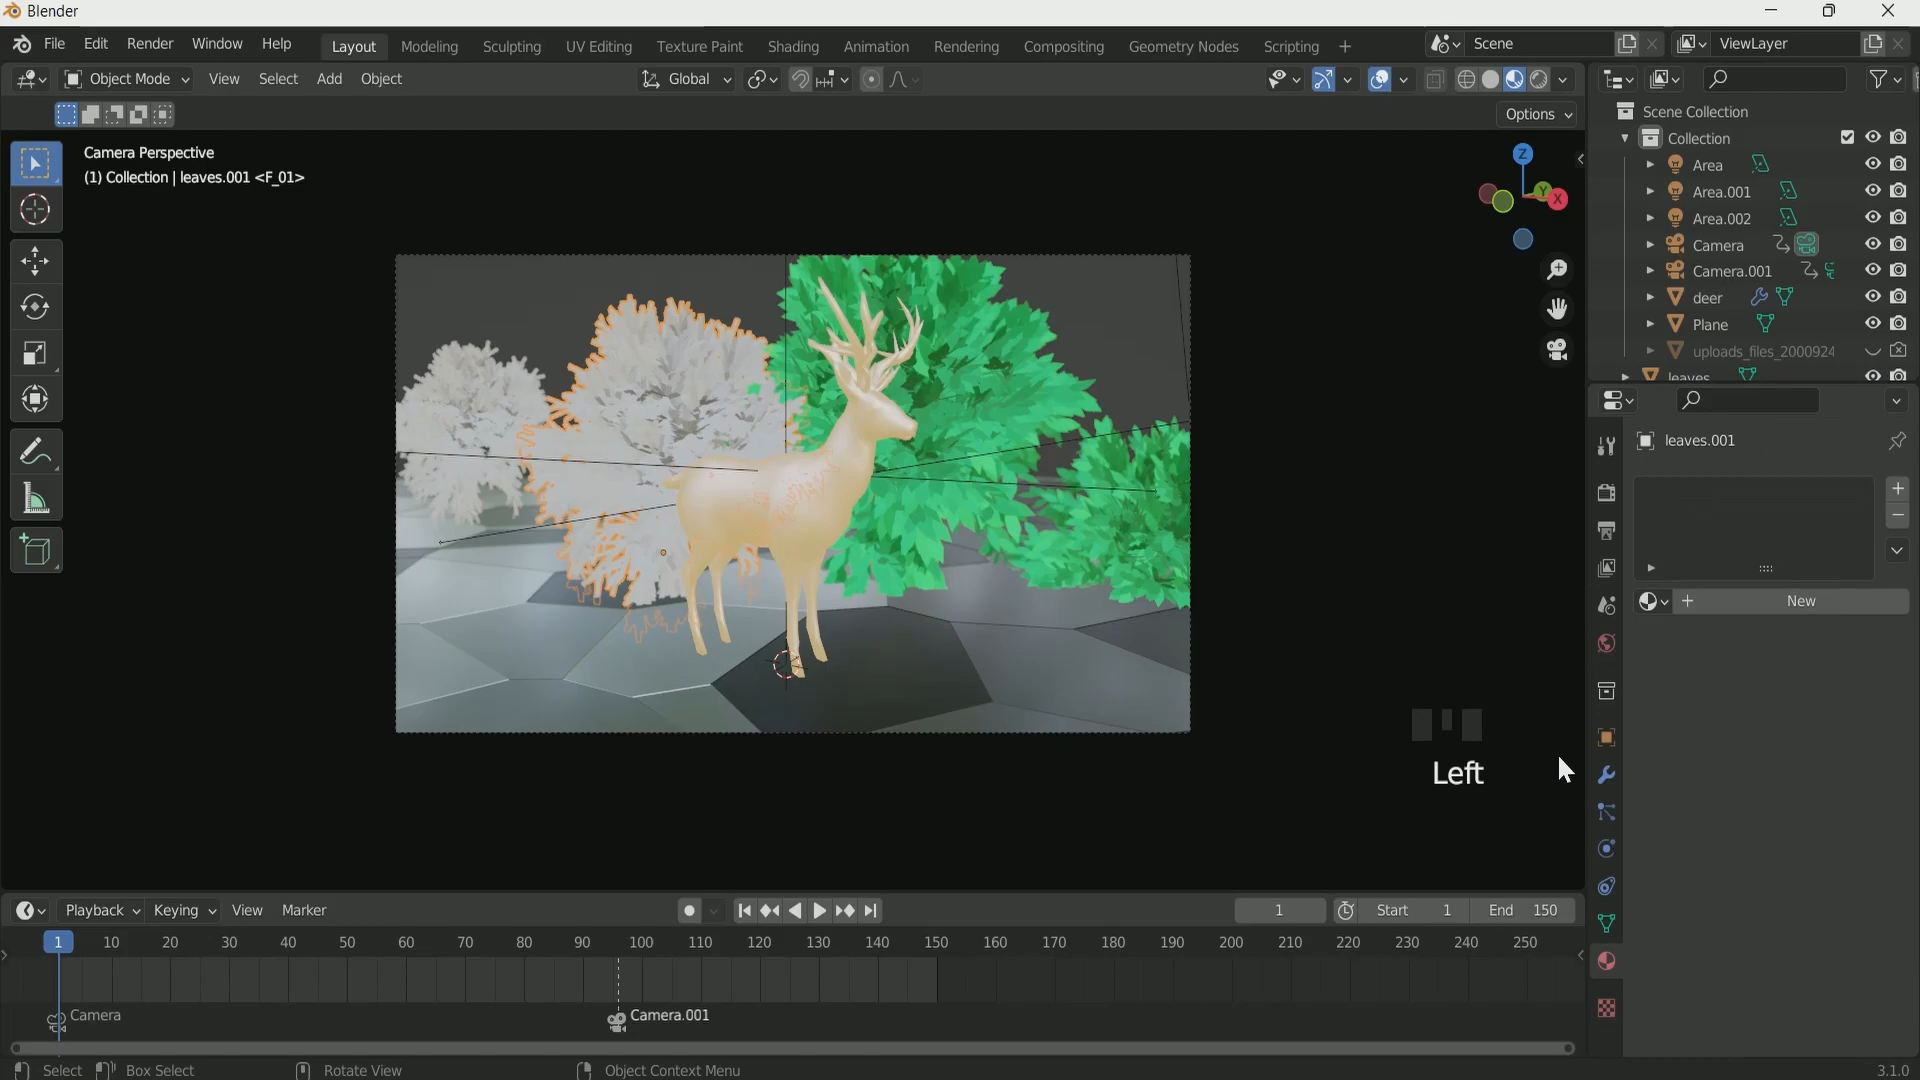 Blender
File Edit Render Window Help
Layout Modeling Sculpting UV Editing Texture Paint Shading Animation Rendering Compositing Geometry Nodes Scripting +
Scene
ViewLayer
Object Mode View Select Add Object
Global
Options
Camera Perspective
(1) Collection | leaves.001 <F_01>
Z
Y
X
Scene Collection
Collection
Area
Area.001
Area.002
Camera
Camera.001
deer
Plane
uploads_files_2000924
leaves
leaves.001
New
Left
Playback Keying View Marker
1
Start 1
End 150
1 10 20 30 40 50 60 70 80 90 100 110 120 130 140 150 160 170 180 190 200 210 220 230 240 250
Camera
Camera.001
Select Box Select Rotate View Object Context Menu
3.1.0